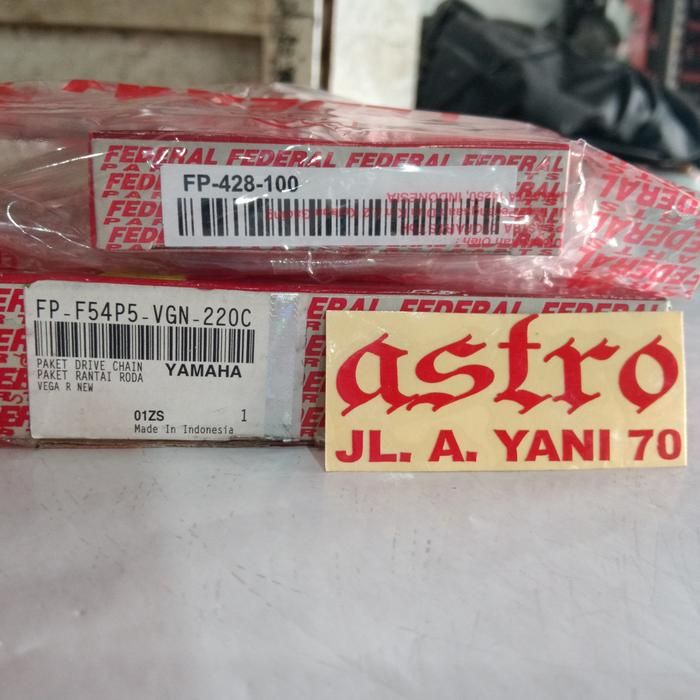 FEDERAL FEDERAL FEDERAL
FP-428-100
FP-F54P5-VGN-220C
PAKET DRIVE CHAIN
YAMAHA
PAKET RANTAI RODA
VEGA R NEW
01ZS
1
Made In Indonesia
FEDERAL FEDERAL FEDERAL
astro
JL. A. YANI 70